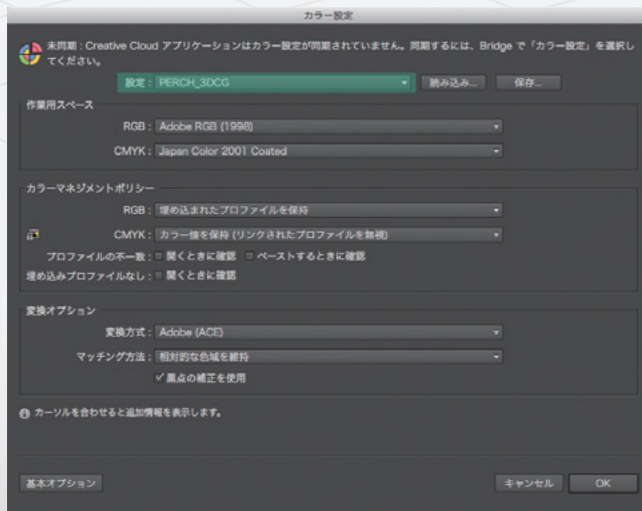 カラー設定
未同期：Creative Cloud アプリケーションはカラー設定が同期されていません。同期するには、Bridge で「カラー設定」を選択し
てください。
設定： PERCH_3DCG 読み込み... 保存...
作業用スペース
RGB： Adobe RGB (1998)
CMYK： Japan Color 2001 Coated
カラーマネジメントポリシー
RGB： 埋め込まれたプロファイルを保持
CMYK： カラー値を保持 (リンクされたプロファイルを無視)
プロファイルの不一致： 開くときに確認 ペーストするときに確認
埋め込みプロファイルなし： 開くときに確認
変換オプション
変換方式： Adobe (ACE)
マッチング方法： 相対的な色域を維持
黒点の補正を使用
カーソルを合わせると追加情報を表示します。
基本オプション キャンセル OK